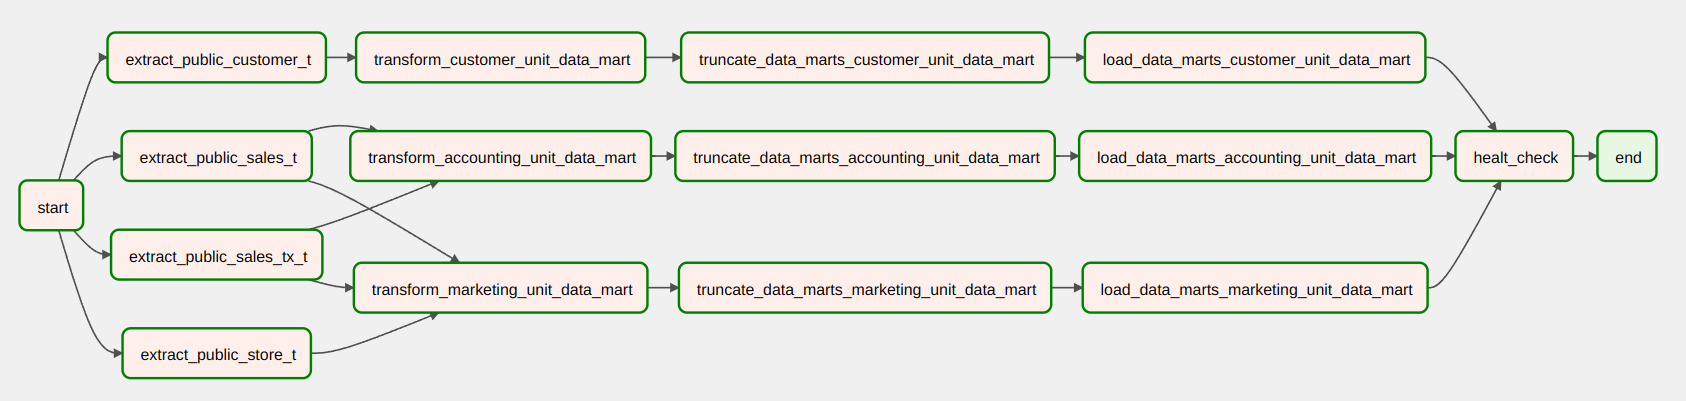 extract_public_customer_t
transform_customer_unit_data_mart
truncate_data_marts_customer_unit_data_mart
load_data_marts_customer_unit_data_mart
extract_public_sales_t
transform_accounting_unit_data_mart
truncate_data_marts_accounting_unit_data_mart
load_data_marts_accounting_unit_data_mart
healt_check
end
start
extract_public_sales_tx_t
transform_marketing_unit_data_mart
truncate_data_marts_marketing_unit_data_mart
load_data_marts_marketing_unit_data_mart
extract_public_store_t